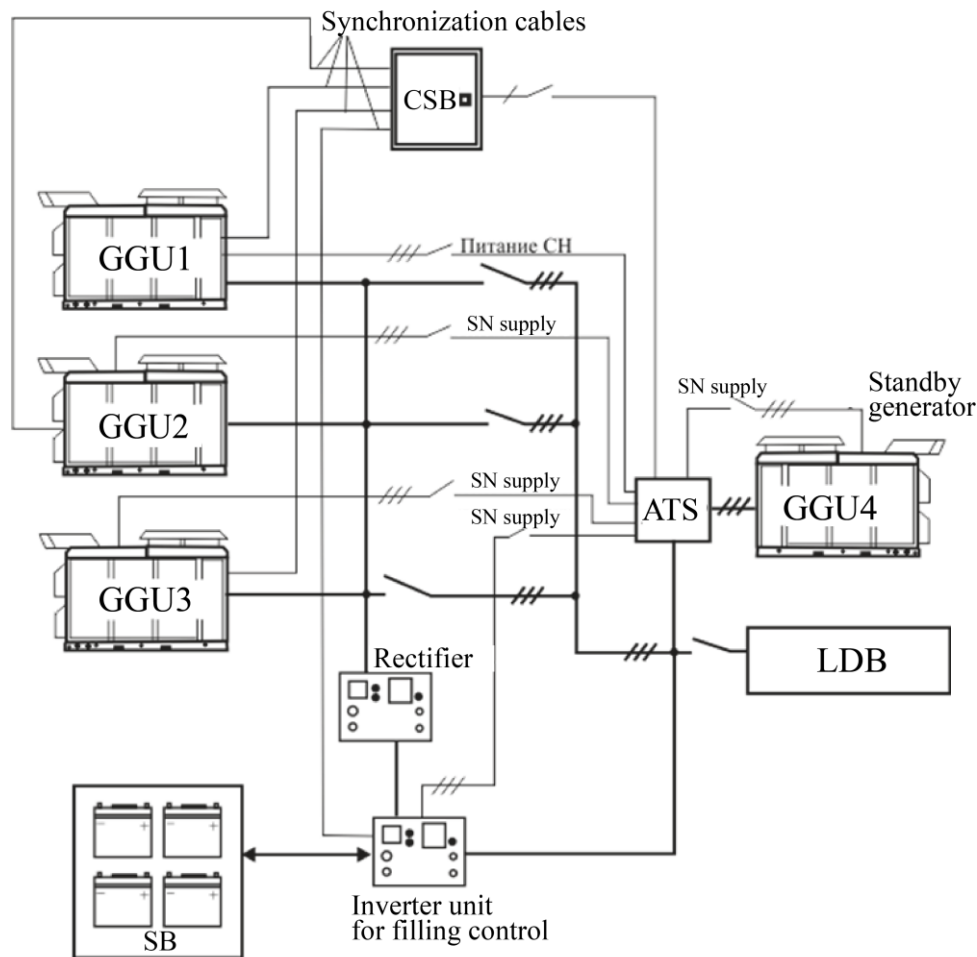 Synchronization cables
CSB
GGU1
Питание СН
SN supply
GGU2
SN supply
Standby
generator
SN supply
SN supply
ATS
GGU4
GGU3
Rectifier
LDB
SB
Inverter unit
for filling control